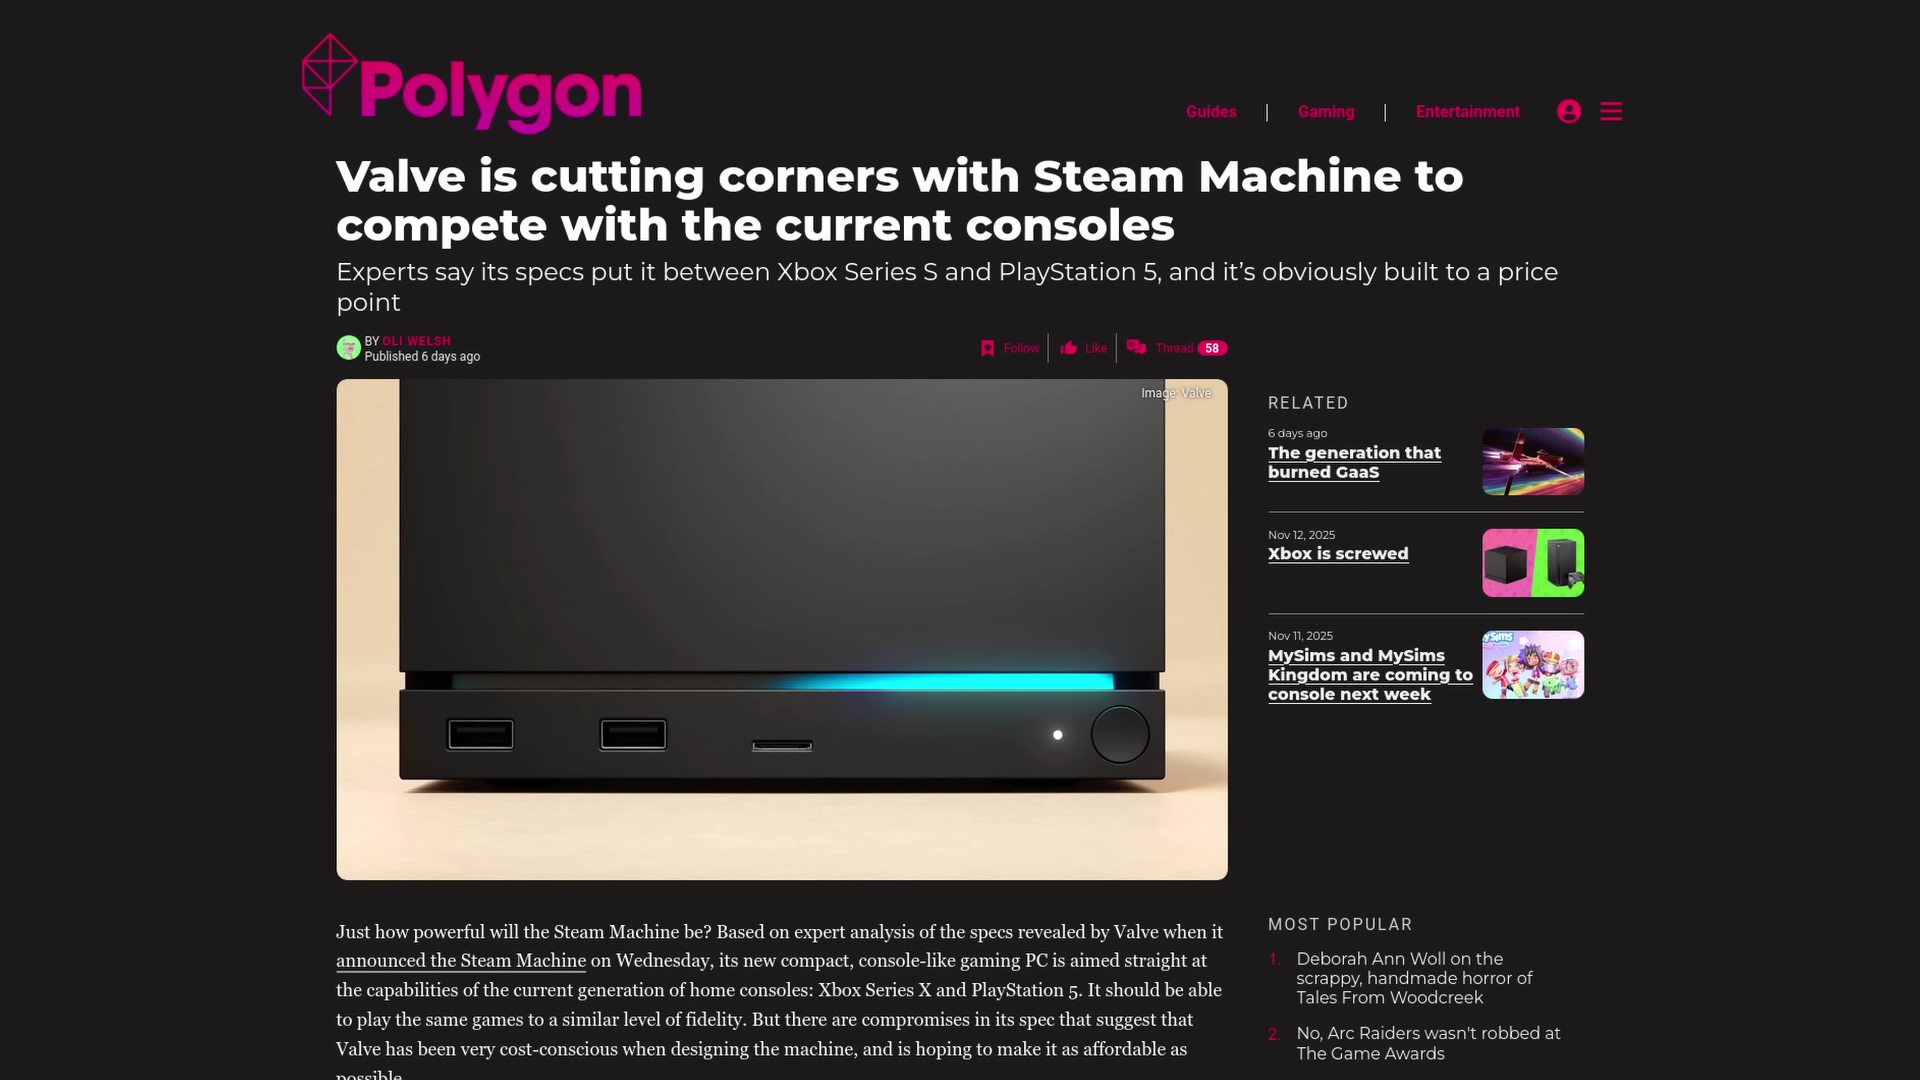 Polygon
Guides
Gaming
Entertainment
Valve is cutting corners with Steam Machine to
compete with the current consoles
Experts say its specs put it between Xbox Series S and PlayStation 5, and it’s obviously built to a price
point
BY OLI WELSH
Published 6 days ago
Follow
Like
Thread 58
Image: Valve
Just how powerful will the Steam Machine be? Based on expert analysis of the specs revealed by Valve when it
announced the Steam Machine on Wednesday, its new compact, console-like gaming PC is aimed straight at
the capabilities of the current generation of home consoles: Xbox Series X and PlayStation 5. It should be able
to play the same games to a similar level of fidelity. But there are compromises in its spec that suggest that
Valve has been very cost-conscious when designing the machine, and is hoping to make it as affordable as
possible.
RELATED
6 days ago
The generation that
burned GaaS
Nov 12, 2025
Xbox is screwed
Nov 11, 2025
MySims and MySims
Kingdom are coming to
console next week
MOST POPULAR
1. Deborah Ann Woll on the
scrappy, handmade horror of
Tales From Woodcreek
2. No, Arc Raiders wasn't robbed at
The Game Awards